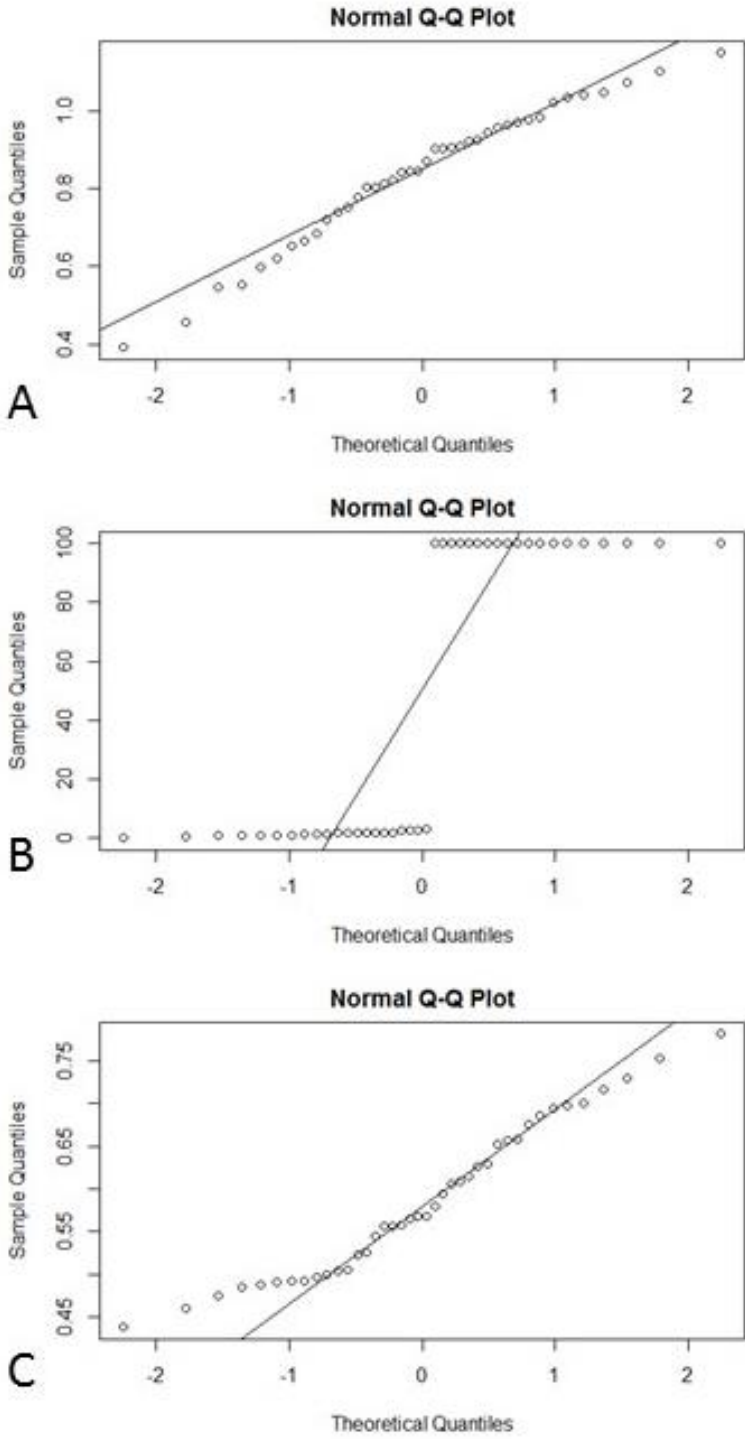 Normal Q-Q Plot
Sample Quantiles
1.0
0.8
0.6
0.4
-2 -1 0 1 2
Theoretical Quantiles
A
Normal Q-Q Plot
Sample Quantiles
100
80
60
40
20
0
-2 -1 0 1 2
Theoretical Quantiles
B
Normal Q-Q Plot
Sample Quantiles
0.75
0.65
0.55
0.45
-2 -1 0 1 2
Theoretical Quantiles
C